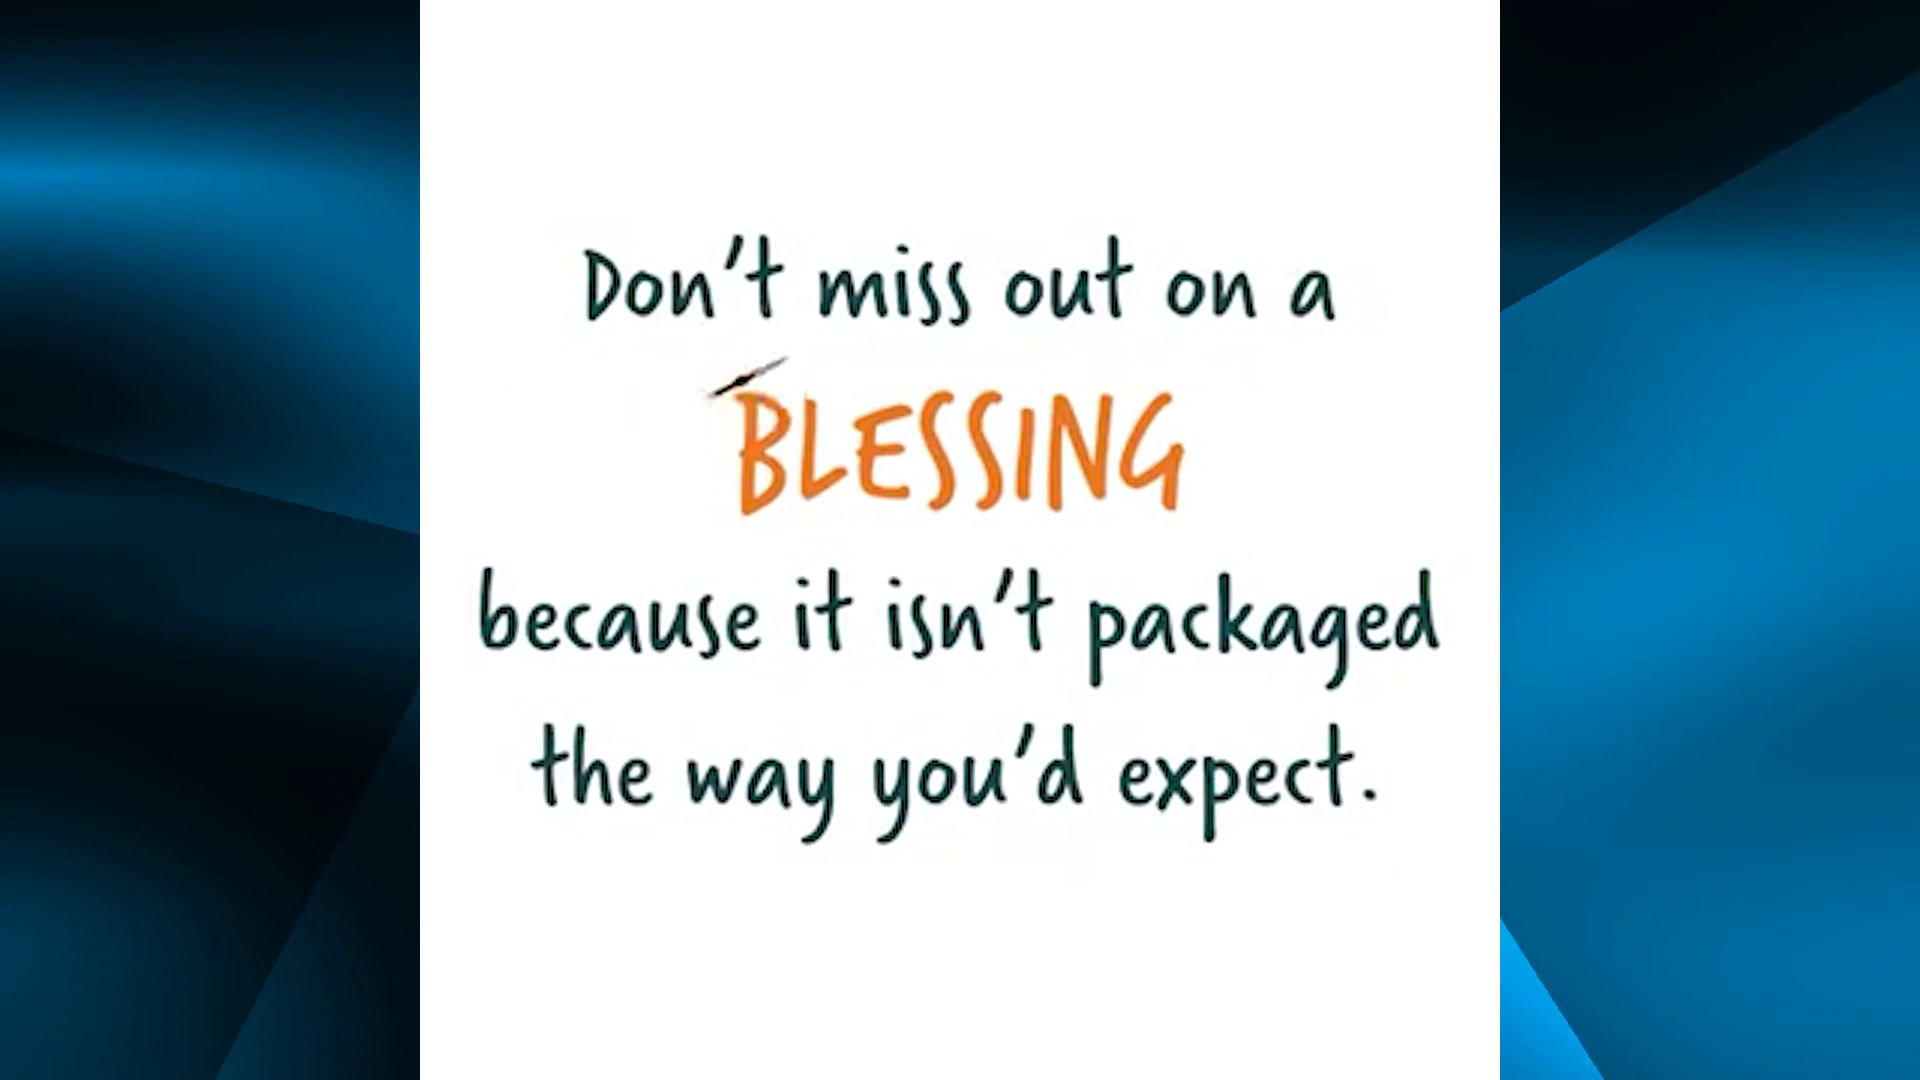 Don't miss out on a
BLESSING
because it isn't packaged
the way you'd expect.